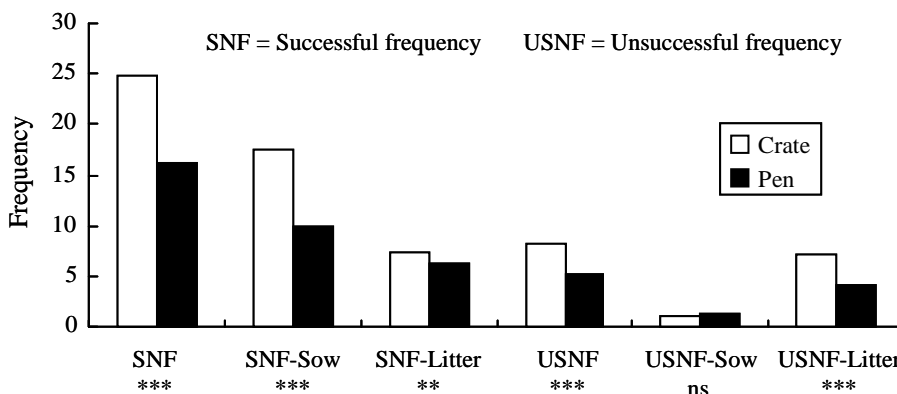 30
SNF = Successful frequency USNF = Unsuccessful frequency
25
20
15
10
5
0
Frequency
Crate
Pen
SNF SNF-Sow SNF-Litter USNF USNF-Sow USNF-Litter
*** *** ** *** ns ***